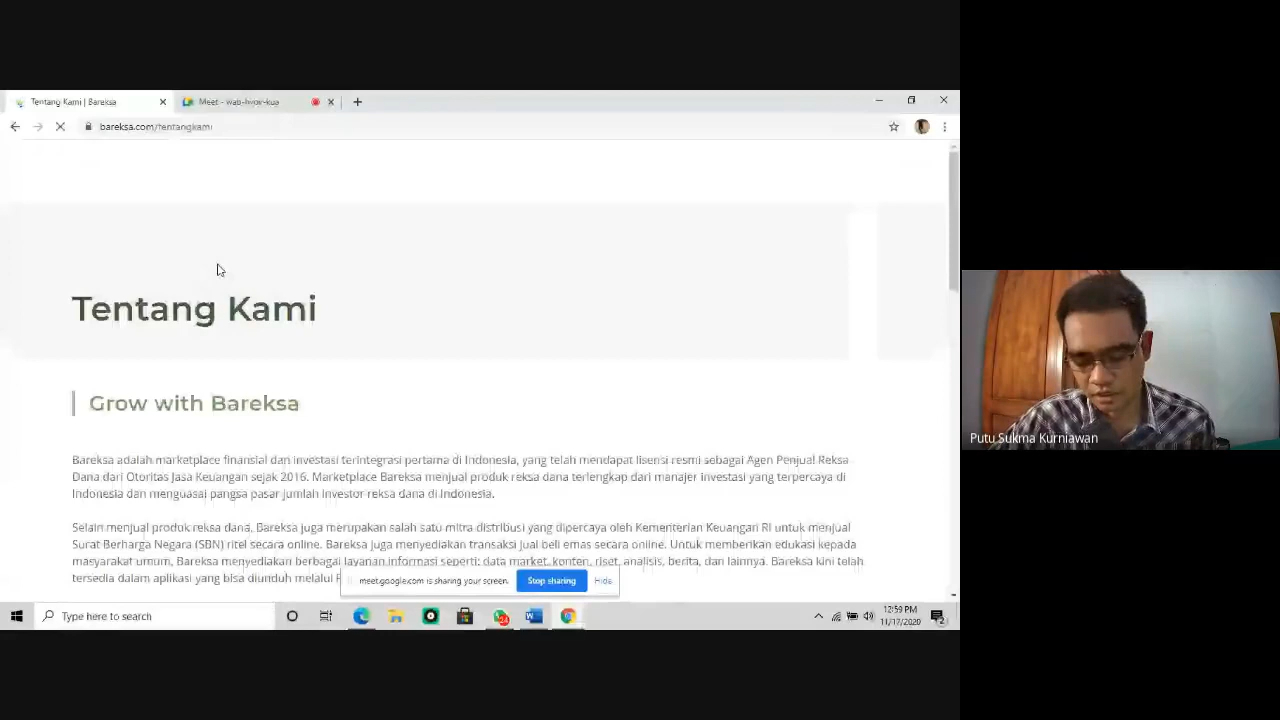 Tentang Kami | Bareksa
Meet - wab-hvoir-kua
bareksa.com/tentangkami
Tentang Kami
Grow with Bareksa
Bareksa adalah marketplace finansial dan investasi terintegrasi pertama di Indonesia, yang telah mendapat lisensi resmi sebagai Agen Penjual Reksa
Dana dari Otoritas Jasa Keuangan sejak 2016. Marketplace Bareksa menjual produk reksa dana terlengkap dari manajer investasi yang terpercaya di
Indonesia dan menguasai pangsa pasar jumlah investor reksa dana di Indonesia.
Selain menjual produk reksa dana, Bareksa juga merupakan salah satu mitra distribusi yang dipercaya oleh Kementerian Keuangan RI untuk menjual
Surat Berharga Negara (SBN) ritel secara online. Bareksa juga menyediakan transaksi jual beli emas secara online. Untuk memberikan edukasi kepada
masyarakat umum, Bareksa menyediakan berbagai layanan informasi seperti: data market, konten, riset, analisis, berita, dan lainnya. Bareksa kini telah
tersedia dalam aplikasi yang bisa diunduh melalui
meet.google.com is sharing your screen.
Stop sharing
Hide
Type here to search
12:59 PM
11/17/2020
Putu Sukma Kurniawan